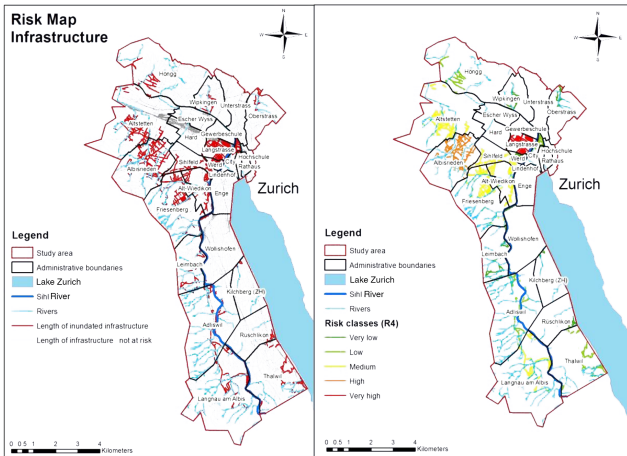 Risk Map
Infrastructure
N
W
E
S
Höngg
Wipkingen
Unterstrass
Oberstrass
Escher Wyss
Altstetten
Gewerbeschule
Hard
Langstrasse
Hochschule
City
Rathaus
Albisrieden
Sihlfeld
Werd
Lindenhof
Alt-Wiedikon
Enge
Friesenberg
Zurich
Wollishofen
Leimbach
Kilchberg (ZH)
Adliswil
Rüschlikon
Thalwil
Langnau am Albis
Legend
Study area
Administrative boundanes
Lake Zurich
Sihl River
Rivers
Length of inundated infrastructure
Length of infrastructure not at risk
0 0.5 1 2 3 4
Kilometers
N
W
E
S
Höngg
Wipkingen
Unterstrass
Oberstrass
Escher Wyss
Altstetten
Gewerbeschule
Hard
Langstrasse
Hochschule
City
Rathaus
Albisrieden
Sihlfeld
Werd
Lindenhof
Alt-Wiedikon
Enge
Friesenberg
Zurich
Wollishofen
Leimbach
Kilchberg (ZH)
Adliswil
Rüschlikon
Thalwil
Langnau am Albis
Legend
Study area
Administrative boundanes
Lake Zurich
Sihl River
Rivers
Risk classes (R4)
Very low
Low
Medium
High
Very high
0 0.5 1 2 3 4
Kilometers